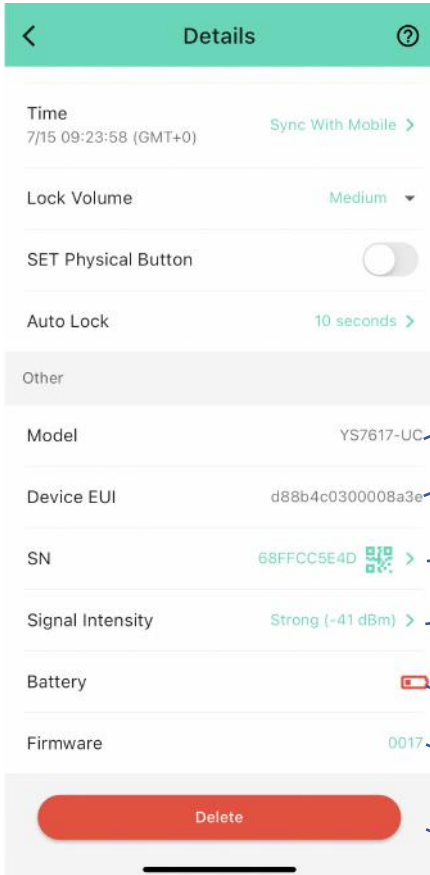 Details
Time
7/15 09:23:58 (GMT+0)
Sync With Mobile
Lock Volume
Medium
SET Physical Button
Auto Lock
10 seconds
Other
Model
YS7617-UC
Device EUI
d88b4c0300008a3e
SN
68FFCC5E4D
Signal Intensity
Strong (-41 dBm)
Battery
Firmware
0017
Delete